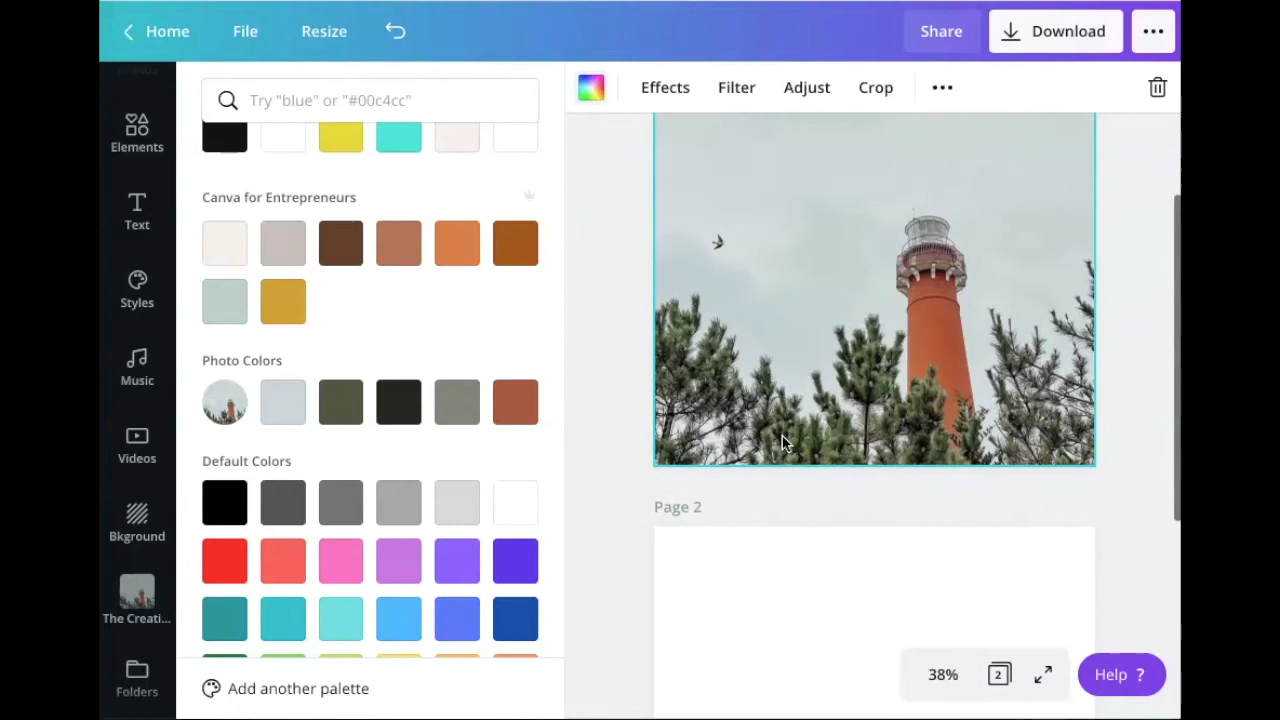 Home
File
Resize
Share
Download
Try "blue" or "#00c4cc"
Effects
Filter
Adjust
Crop
Elements
Text
Styles
Music
Videos
Bkground
The Creati...
Folders
Canva for Entrepreneurs
Photo Colors
Default Colors
Add another palette
Page 2
38%
2
Help ?